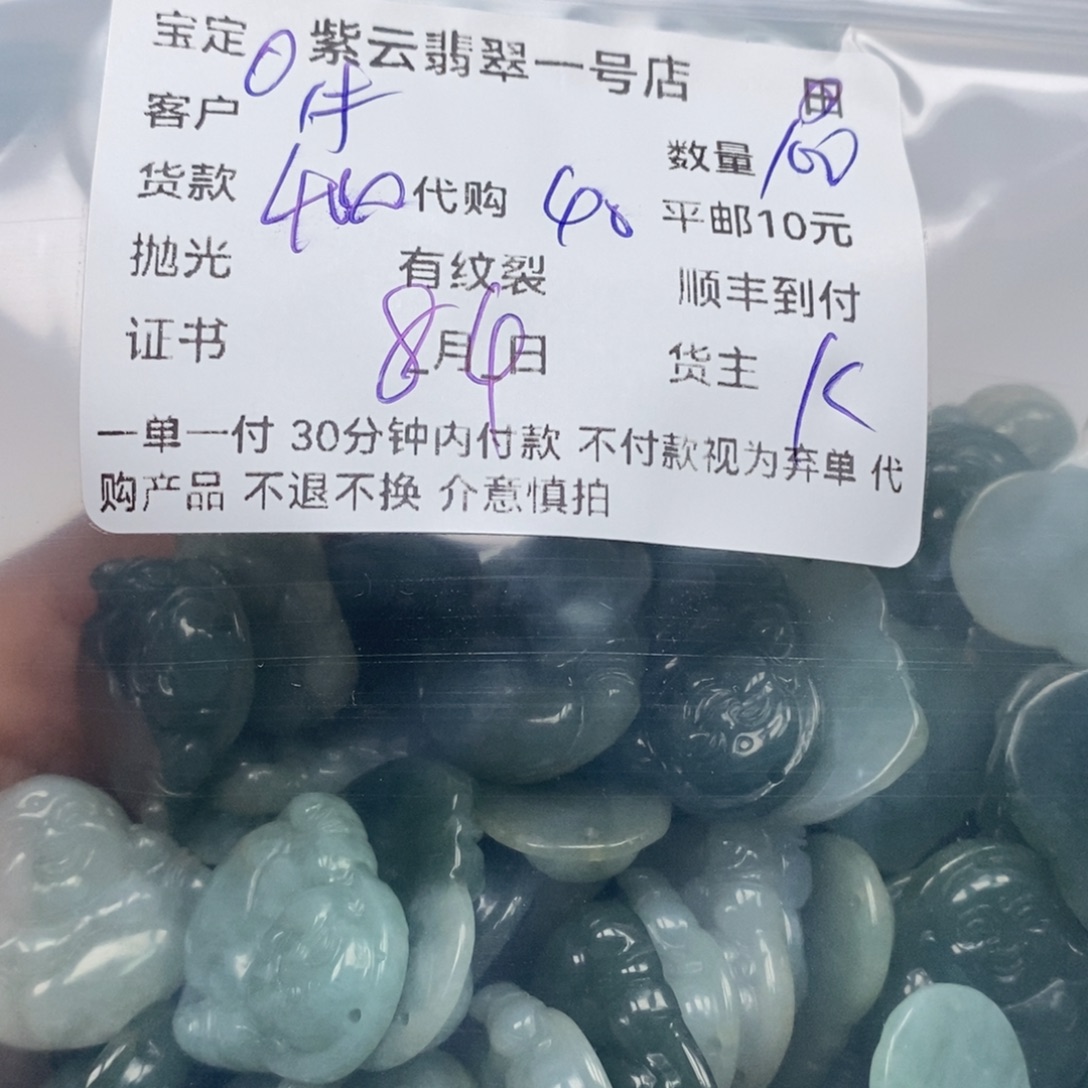 宝定 0 紫云翡翠一号店
客户 数量 100
货款 400 代购 40 平邮10元
抛光 有纹裂 顺丰到付
证书 8月4日 货主 K
一单一付 30分钟内付款 不付款视为弃单 代
购产品 不退不换 介意慎拍